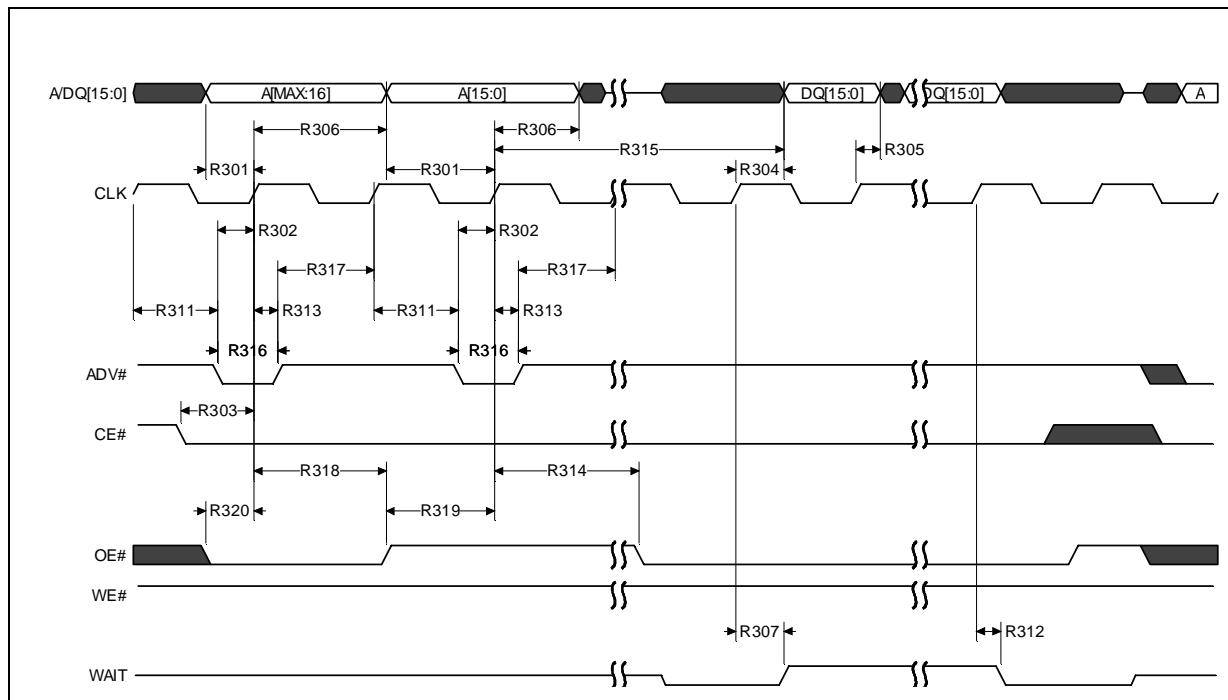 A/DQ[15:0] A[MAX:16] A[15:0] DQ[15:0] DQ[15:0] A
R306 R306
R315
R305
R301 R301 R304
CLK
R302 R302
R317 R317
R311 R313 R311 R313
R316 R316
ADV#
R303
CE#
R318 R314
R320 R319
OE#
WE#
R307 R312
WAIT